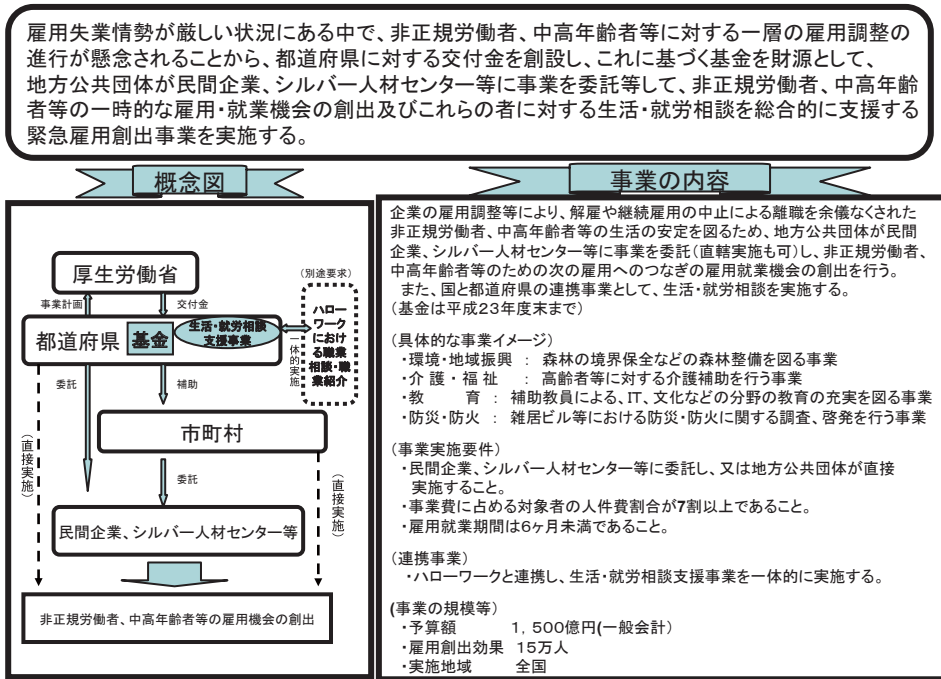 雇用失業情勢が厳しい状況にある中で、非正規労働者、中高年齢者等に対する一層の雇用調整の
進行が懸念されることから、都道府県に対する交付金を創設し、これに基づく基金を財源として、
地方公共団体が民間企業、シルバー人材センター等に事業を委託等して、非正規労働者、中高年齢
者等の一時的な雇用・就業機会の創出及びこれらの者に対する生活・就労相談を総合的に支援する
緊急雇用創出事業を実施する。
概念図
厚生労働省
事業計画
交付金
(別途要求)
都道府県
基金
生活・就労相談
支援事業
一体的実施
ハロー
ワーク
におけ
る職業
相談・職
業紹介
委託
補助
(直接実施)
市町村
委託
(直接実施)
民間企業、シルバー人材センター等
非正規労働者、中高年齢者等の雇用機会の創出
事業の内容
企業の雇用調整等により、解雇や継続雇用の中止による離職を余儀なくされた
非正規労働者、中高年齢者等の生活の安定を図るため、地方公共団体が民間
企業、シルバー人材センター等に事業を委託(直轄実施も可)し、非正規労働者、
中高年齢者等のための次の雇用へのつなぎの雇用就業機会の創出を行う。
また、国と都道府県の連携事業として、生活・就労相談を実施する。
(基金は平成23年度末まで)
(具体的な事業イメージ)
・環境・地域振興 : 森林の境界保全などの森林整備を図る事業
・介護・福祉 : 高齢者等に対する介護補助を行う事業
・教 育 : 補助教員による、IT、文化などの分野の教育の充実を図る事業
・防災・防火 : 雑居ビル等における防災・防火に関する調査、啓発を行う事業
(事業実施要件)
・民間企業、シルバー人材センター等に委託し、又は地方公共団体が直接
実施すること。
・事業費に占める対象者の人件費割合が7割以上であること。
・雇用就業期間は6ヶ月未満であること。
(連携事業)
・ハローワークと連携し、生活・就労相談支援事業を一体的に実施する。
(事業の規模等)
・予算額 1,500億円(一般会計)
・雇用創出効果 15万人
・実施地域 全国